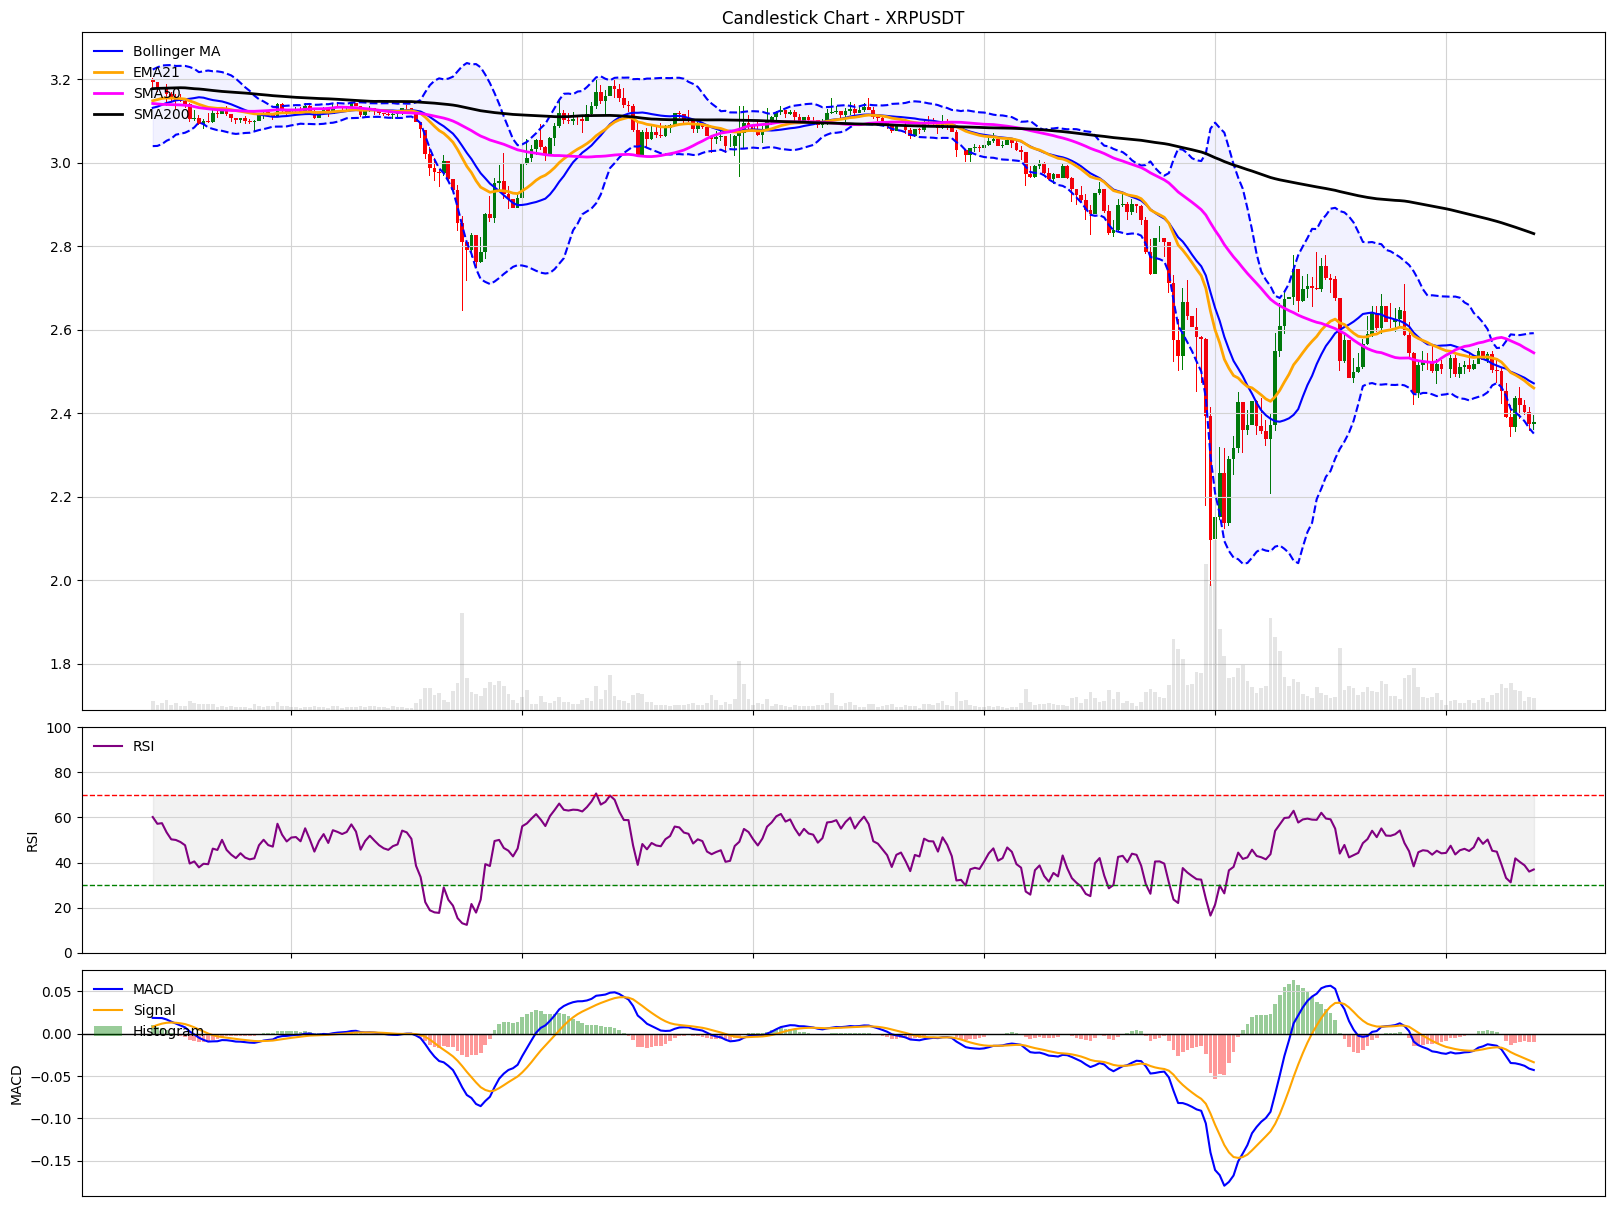 Candlestick Chart - XRPUSDT
Bollinger MA
EMA21
SMA50
SMA200
3.2
3.0
2.8
2.6
2.4
2.2
2.0
1.8
RSI
100
80
60
40
20
0
RSI
MACD
Signal
Histogram
0.05
0.00
−0.05
−0.10
−0.15
MACD